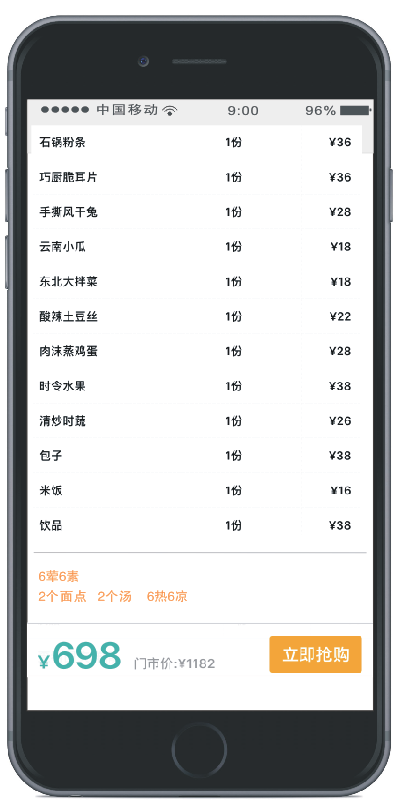 中国移动 9:00 96%
石锅粉条 1份 ¥36
巧厨脆耳片 1份 ¥36
手撕风干兔 1份 ¥28
云南小瓜 1份 ¥18
东北大拌菜 1份 ¥18
酸辣土豆丝 1份 ¥22
肉沫蒸鸡蛋 1份 ¥28
时令水果 1份 ¥38
清炒时蔬 1份 ¥26
包子 1份 ¥38
米饭 1份 ¥16
饮品 1份 ¥38
6荤6素
2个面点 2个汤 6热6凉
¥698 门市价:¥1182 立即抢购